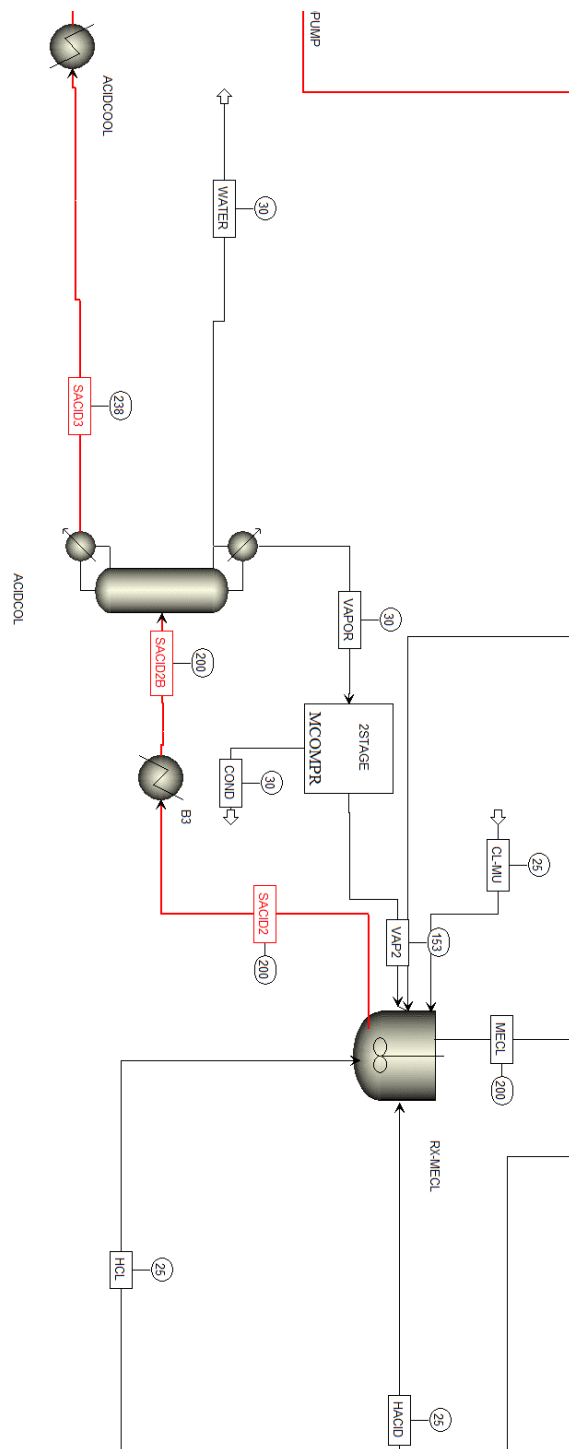 PUMP
ACIDCOOL
WATER
30
SACID3
238
ACIDCOL
VAPOR
30
SACID2B
200
2STAGE
MCOMPR
COND
30
B3
CL-MU
25
SACID2
200
VAP2
153
MECL
200
RX-MECL
HCL
25
HACID
25